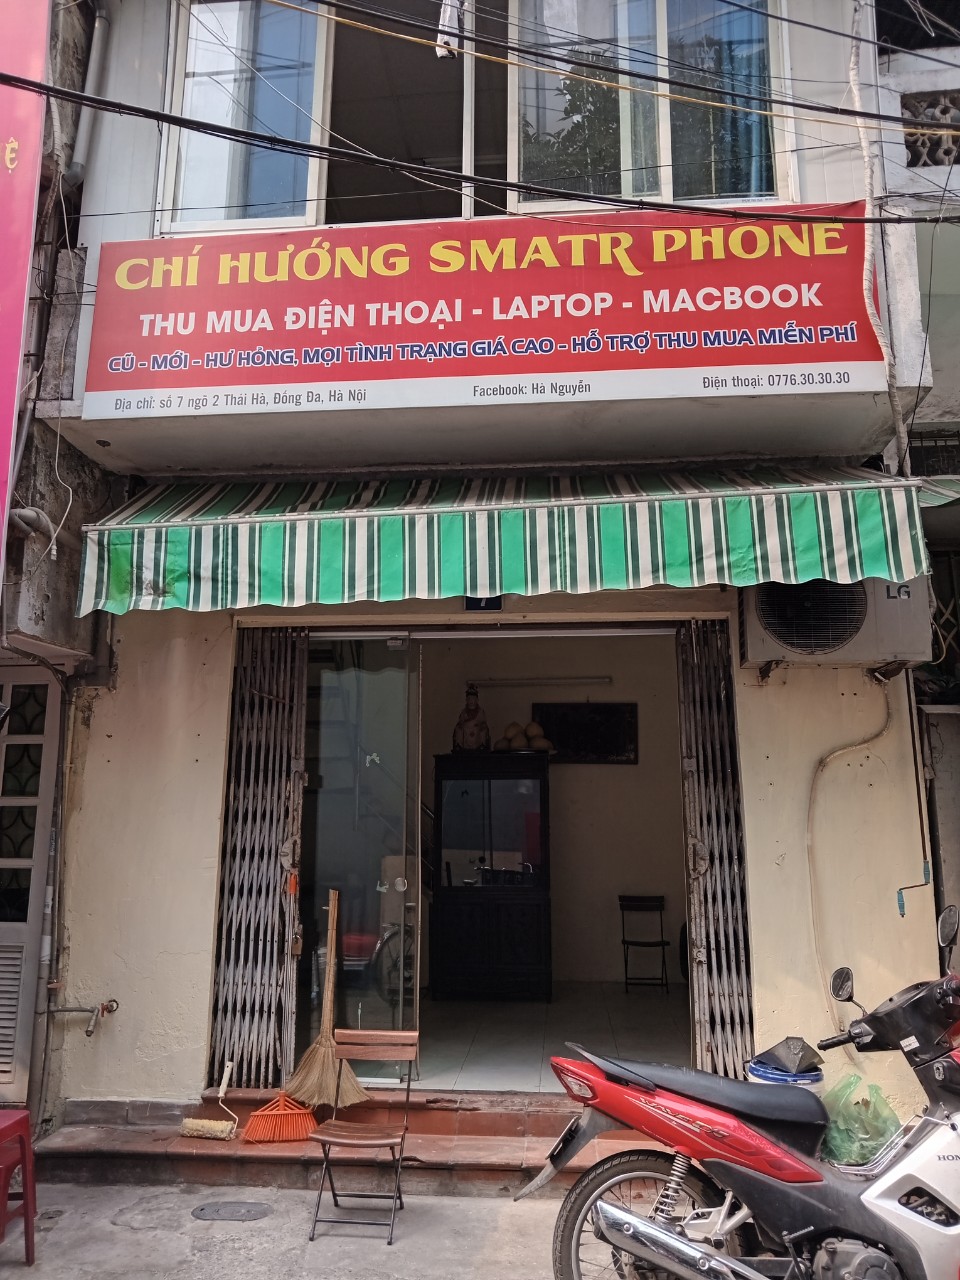 CHÍ HƯỚNG SMATR PHONE
THU MUA ĐIỆN THOẠI - LAPTOP - MACBOOK
CŨ - MỚI - HƯ HỎNG, MỌI TÌNH TRẠNG GIÁ CAO - HỖ TRỢ THU MUA MIỄN PHÍ
Địa chỉ: số 7 ngõ 2 Thái Hà, Đống Đa, Hà Nội
Facebook: Hà Nguyễn
Điện thoại: 0776.30.30.30
Ệ
7
LG